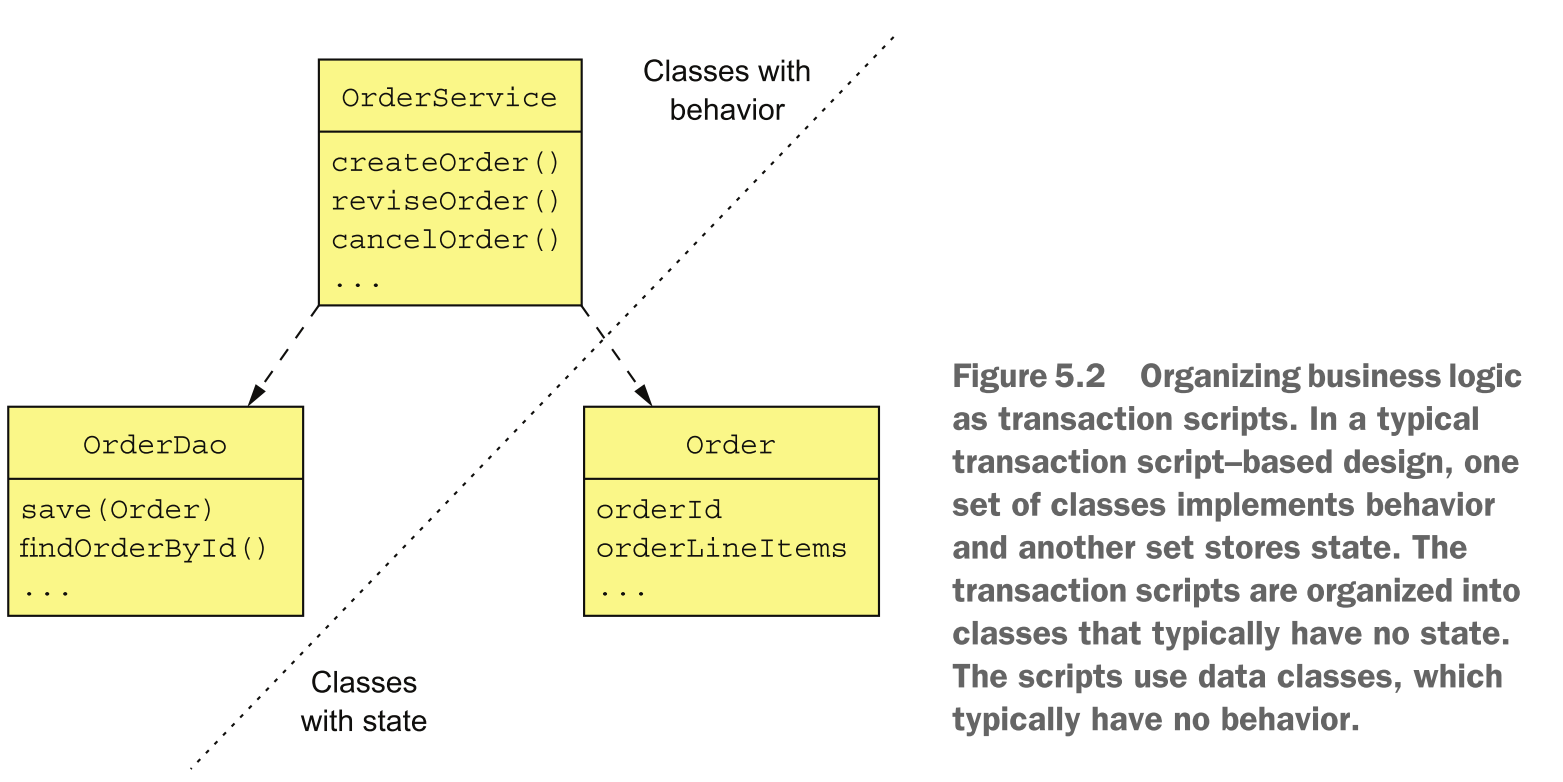 OrderService
createOrder()
reviseOrder()
cancelOrder()
...
Classes with
behavior
OrderDao
save(Order)
findOrderById()
...
Order
orderId
orderLineItems
...
Classes
with state
Figure 5.2 Organizing business logic
as transaction scripts. In a typical
transaction script–based design, one
set of classes implements behavior
and another set stores state. The
transaction scripts are organized into
classes that typically have no state.
The scripts use data classes, which
typically have no behavior.